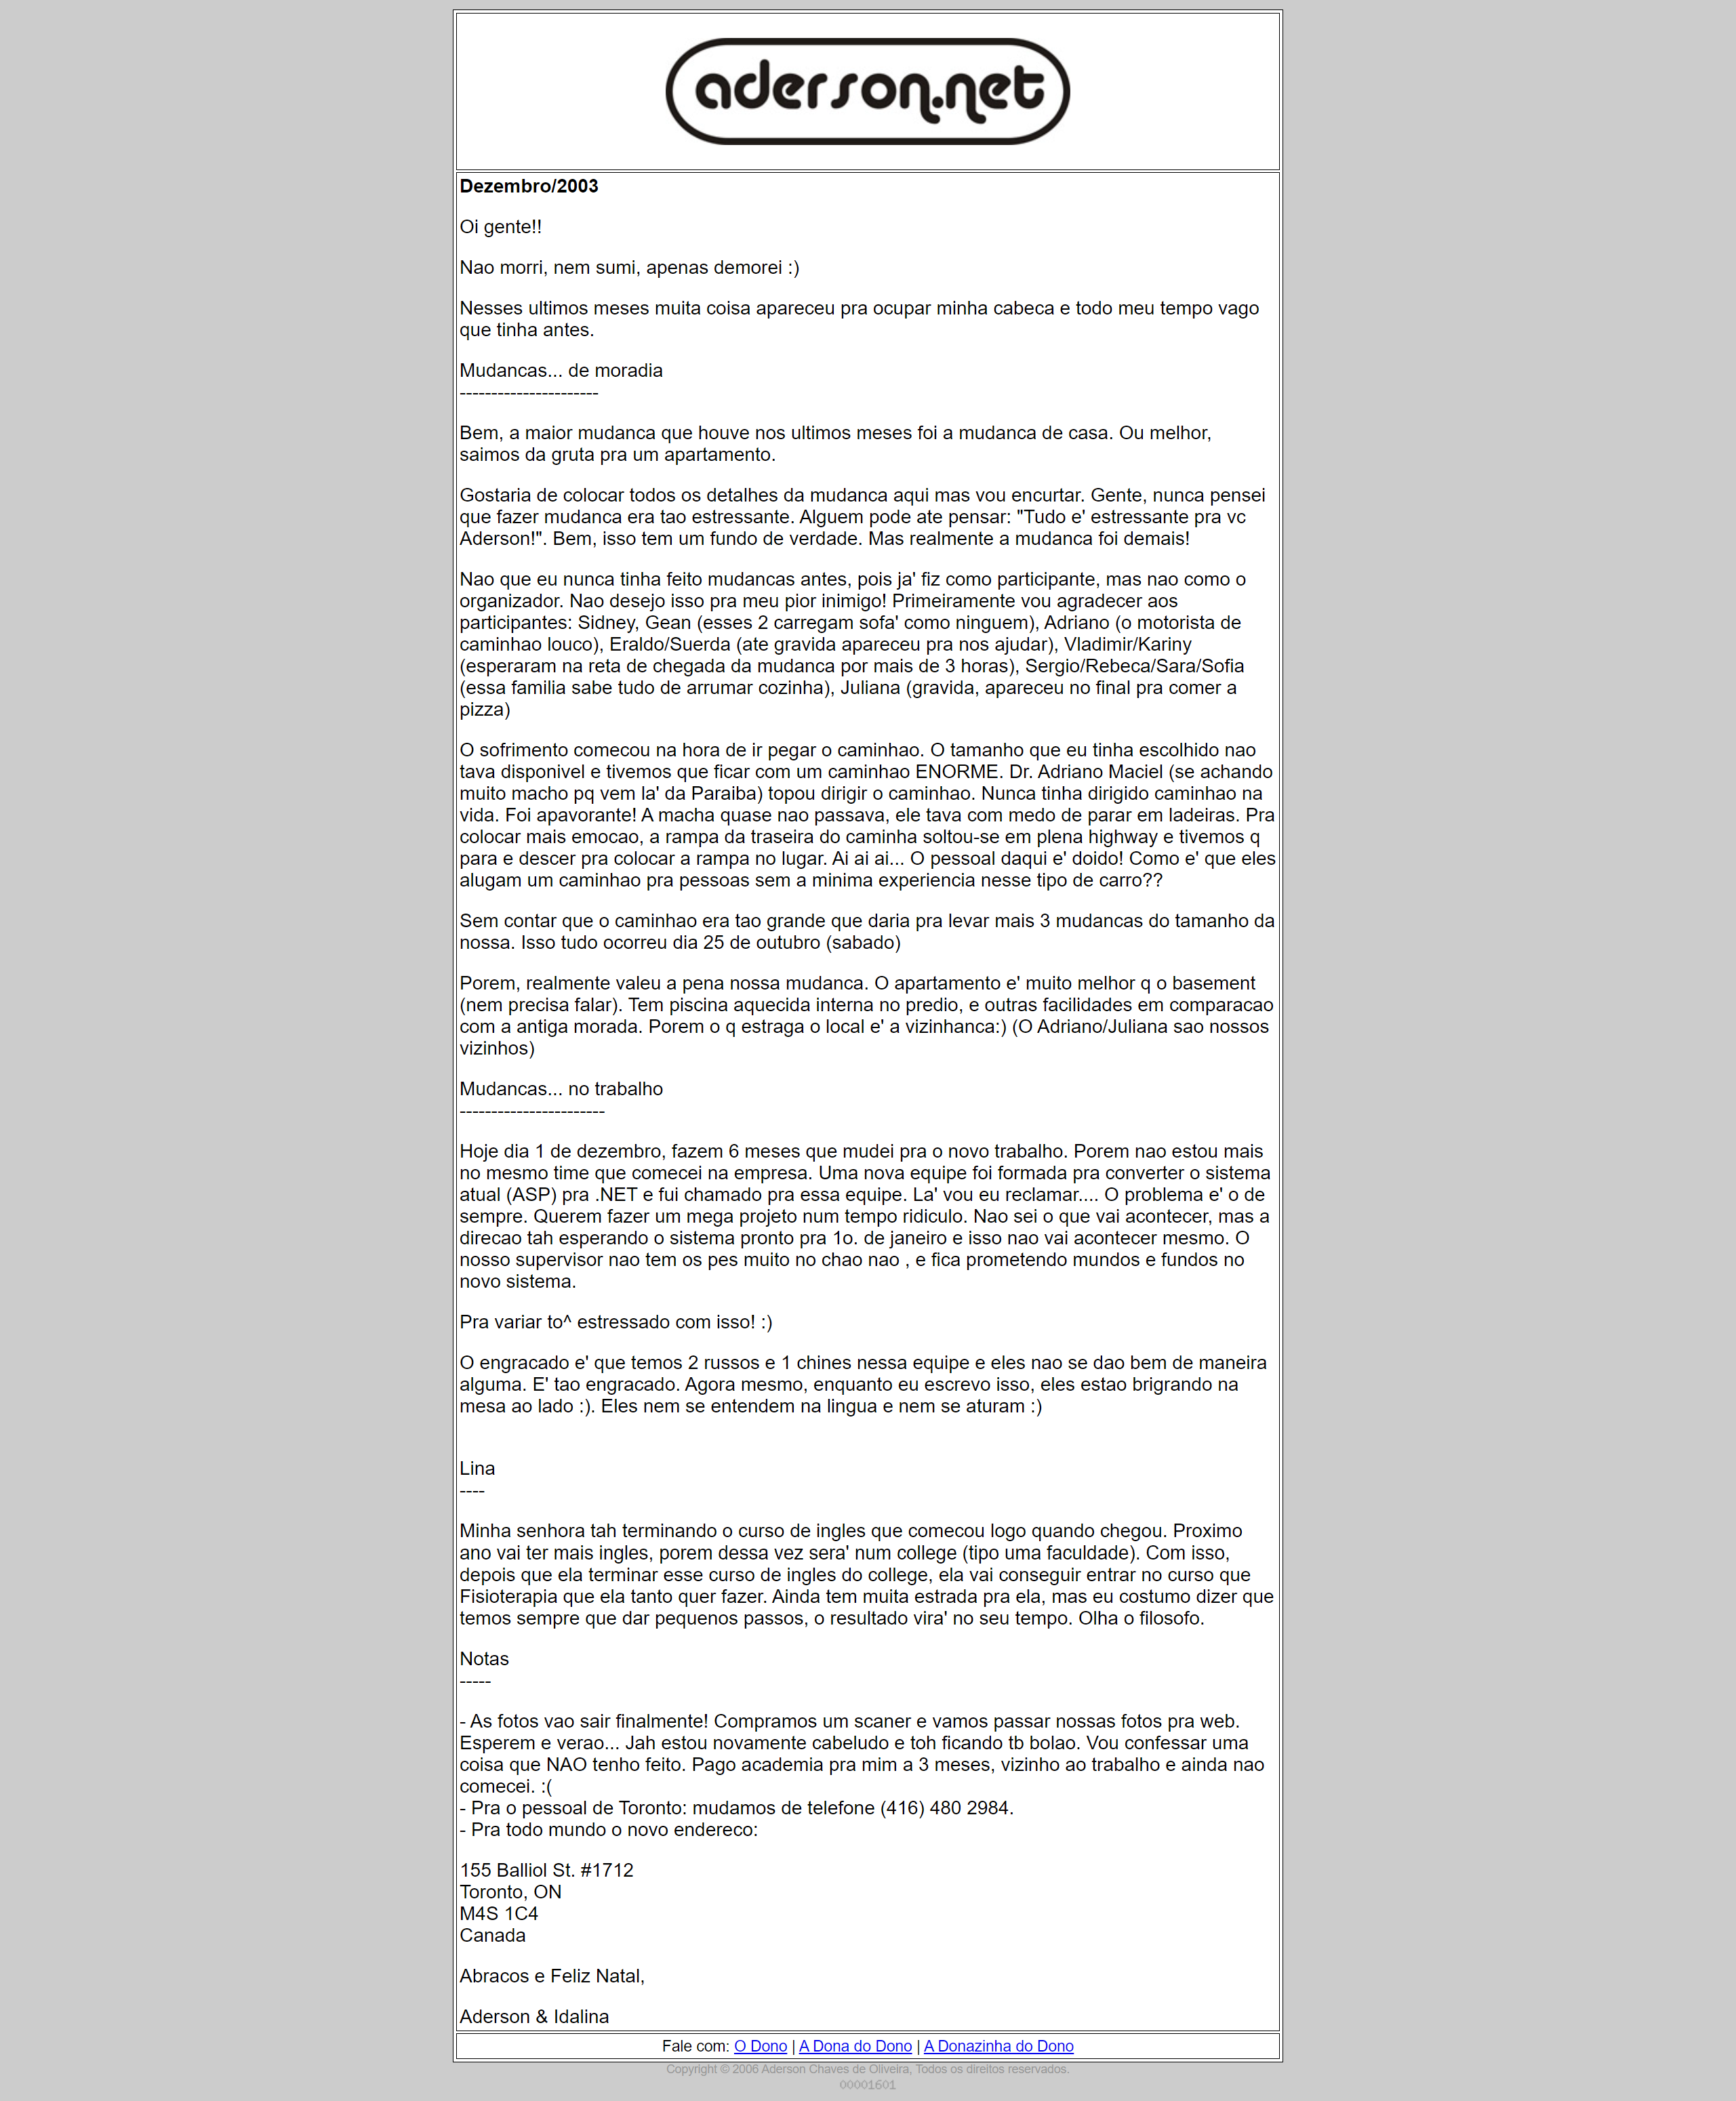 aderson.net
Dezembro/2003
Oi gente!!
Nao morri, nem sumi, apenas demorei :)
Nesses ultimos meses muita coisa apareceu pra ocupar minha cabeca e todo meu tempo vago
que tinha antes.
Mudancas... de moradia
----------------------
Bem, a maior mudanca que houve nos ultimos meses foi a mudanca de casa. Ou melhor,
saimos da gruta pra um apartamento.
Gostaria de colocar todos os detalhes da mudanca aqui mas vou encurtar. Gente, nunca pensei
que fazer mudanca era tao estressante. Alguem pode ate pensar: "Tudo e' estressante pra vc
Aderson!". Bem, isso tem um fundo de verdade. Mas realmente a mudanca foi demais!
Nao que eu nunca tinha feito mudancas antes, pois ja' fiz como participante, mas nao como o
organizador. Nao desejo isso pra meu pior inimigo! Primeiramente vou agradecer aos
participantes: Sidney, Gean (esses 2 carregam sofa' como ninguem), Adriano (o motorista de
caminhao louco), Eraldo/Suerda (ate gravida apareceu pra nos ajudar), Vladimir/Kariny
(esperaram na reta de chegada da mudanca por mais de 3 horas), Sergio/Rebeca/Sara/Sofia
(essa familia sabe tudo de arrumar cozinha), Juliana (gravida, apareceu no final pra comer a
pizza)
O sofrimento comecou na hora de ir pegar o caminhao. O tamanho que eu tinha escolhido nao
tava disponivel e tivemos que ficar com um caminhao ENORME. Dr. Adriano Maciel (se achando
muito macho pq vem la' da Paraiba) topou dirigir o caminhao. Nunca tinha dirigido caminhao na
vida. Foi apavorante! A macha quase nao passava, ele tava com medo de parar em ladeiras. Pra
colocar mais emocao, a rampa da traseira do caminha soltou-se em plena highway e tivemos q
para e descer pra colocar a rampa no lugar. Ai ai ai... O pessoal daqui e' doido! Como e' que eles
alugam um caminhao pra pessoas sem a minima experiencia nesse tipo de carro??
Sem contar que o caminhao era tao grande que daria pra levar mais 3 mudancas do tamanho da
nossa. Isso tudo ocorreu dia 25 de outubro (sabado)
Porem, realmente valeu a pena nossa mudanca. O apartamento e' muito melhor q o basement
(nem precisa falar). Tem piscina aquecida interna no predio, e outras facilidades em comparacao
com a antiga morada. Porem o q estraga o local e' a vizinhanca:) (O Adriano/Juliana sao nossos
vizinhos)
Mudancas... no trabalho
-----------------------
Hoje dia 1 de dezembro, fazem 6 meses que mudei pra o novo trabalho. Porem nao estou mais
no mesmo time que comecei na empresa. Uma nova equipe foi formada pra converter o sistema
atual (ASP) pra .NET e fui chamado pra essa equipe. La' vou eu reclamar.... O problema e' o de
sempre. Querem fazer um mega projeto num tempo ridiculo. Nao sei o que vai acontecer, mas a
direcao tah esperando o sistema pronto pra 1o. de janeiro e isso nao vai acontecer mesmo. O
nosso supervisor nao tem os pes muito no chao nao , e fica prometendo mundos e fundos no
novo sistema.
Pra variar to^ estressado com isso! :)
O engracado e' que temos 2 russos e 1 chines nessa equipe e eles nao se dao bem de maneira
alguma. E' tao engracado. Agora mesmo, enquanto eu escrevo isso, eles estao brigrando na
mesa ao lado :). Eles nem se entendem na lingua e nem se aturam :)
Lina
----
Minha senhora tah terminando o curso de ingles que comecou logo quando chegou. Proximo
ano vai ter mais ingles, porem dessa vez sera' num college (tipo uma faculdade). Com isso,
depois que ela terminar esse curso de ingles do college, ela vai conseguir entrar no curso que
Fisioterapia que ela tanto quer fazer. Ainda tem muita estrada pra ela, mas eu costumo dizer que
temos sempre que dar pequenos passos, o resultado vira' no seu tempo. Olha o filosofo.
Notas
-----
- As fotos vao sair finalmente! Compramos um scaner e vamos passar nossas fotos pra web.
Esperem e verao... Jah estou novamente cabeludo e toh ficando tb bolao. Vou confessar uma
coisa que NAO tenho feito. Pago academia pra mim a 3 meses, vizinho ao trabalho e ainda nao
comecei. :(
- Pra o pessoal de Toronto: mudamos de telefone (416) 480 2984.
- Pra todo mundo o novo endereco:
155 Balliol St. #1712
Toronto, ON
M4S 1C4
Canada
Abracos e Feliz Natal,
Aderson & Idalina
Fale com: O Dono | A Dona do Dono | A Donazinha do Dono
Copyright © 2006 Aderson Chaves de Oliveira, Todos os direitos reservados.
00001601